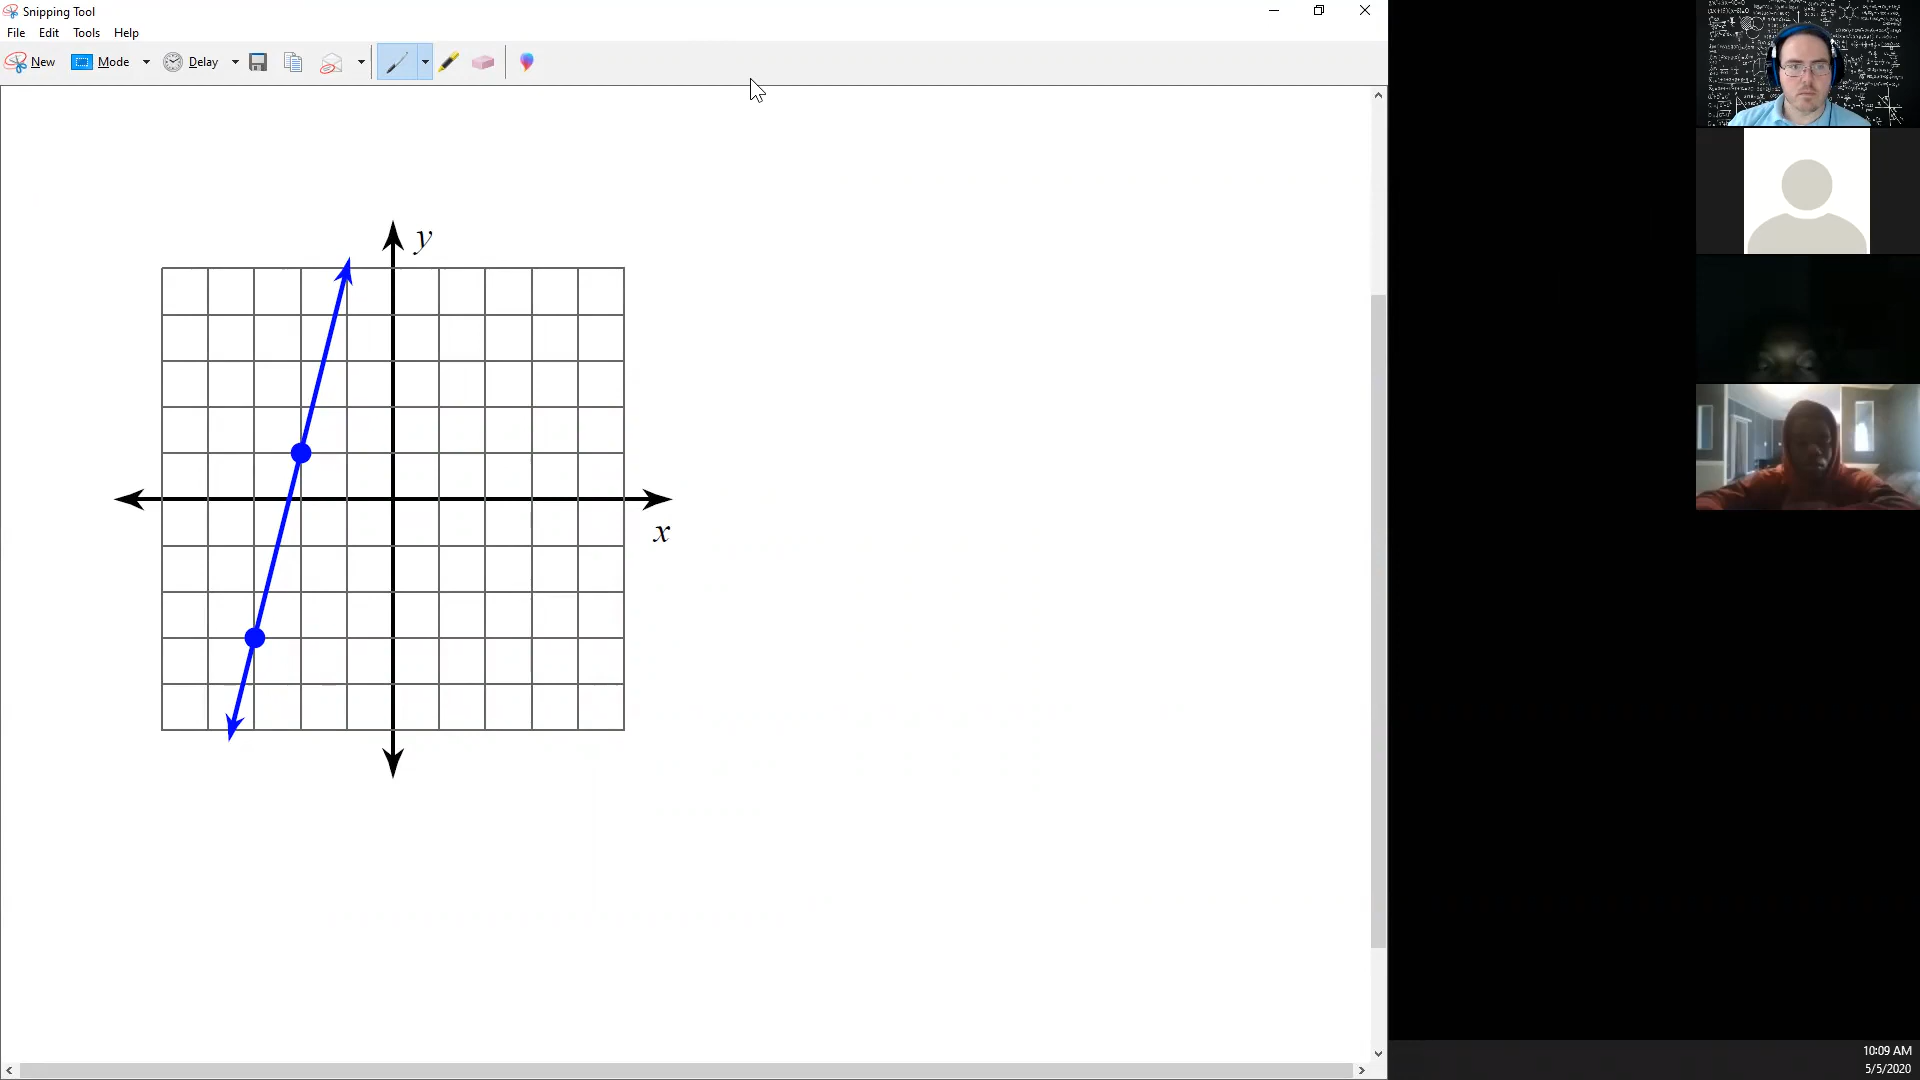 Snipping Tool
File Edit Tools Help
New Mode Delay
y
x
10:09 AM
5/5/2020